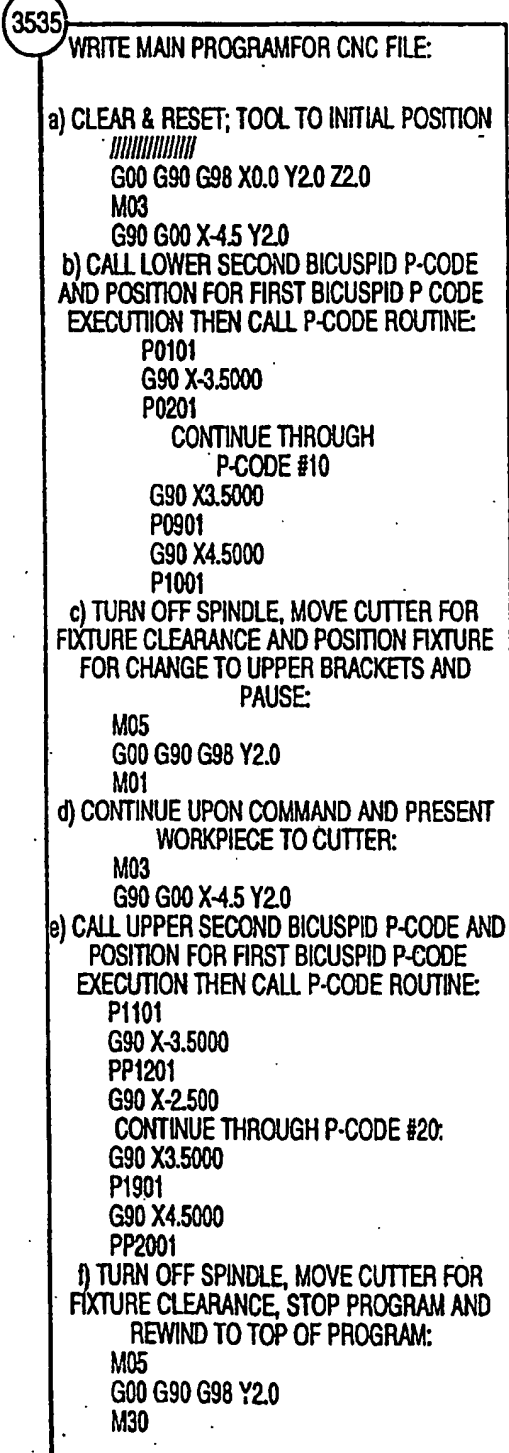 3535
WRITE MAIN PROGRAMFOR CNC FILE:
a) CLEAR & RESET; TOOL TO INITIAL POSITION
///////////////
G00 G90 G98 X0.0 Y2.0 Z2.0
M03
G90 G00 X-4.5 Y2.0
b) CALL LOWER SECOND BICUSPID P-CODE
AND POSITION FOR FIRST BICUSPID P CODE
EXECUTIION THEN CALL P-CODE ROUTINE:
P0101
G90 X-3.5000
P0201
CONTINUE THROUGH
P-CODE #10
G90 X3.5000
P0901
G90 X4.5000
P1001
c) TURN OFF SPINDLE, MOVE CUTTER FOR
FIXTURE CLEARANCE AND POSITION FIXTURE
FOR CHANGE TO UPPER BRACKETS AND
PAUSE:
M05
G00 G90 G98 Y2.0
M01
d) CONTINUE UPON COMMAND AND PRESENT
WORKPIECE TO CUTTER:
M03
G90 G00 X-4.5 Y2.0
e) CALL UPPER SECOND BICUSPID P-CODE AND
POSITION FOR FIRST BICUSPID P-CODE
EXECUTION THEN CALL P-CODE ROUTINE:
P1101
G90 X-3.5000
PP1201
G90 X-2.500
CONTINUE THROUGH P-CODE #20:
G90 X3.5000
P1901
G90 X4.5000
PP2001
f) TURN OFF SPINDLE, MOVE CUTTER FOR
FIXTURE CLEARANCE, STOP PROGRAM AND
REWIND TO TOP OF PROGRAM:
M05
G00 G90 G98 Y2.0
M30